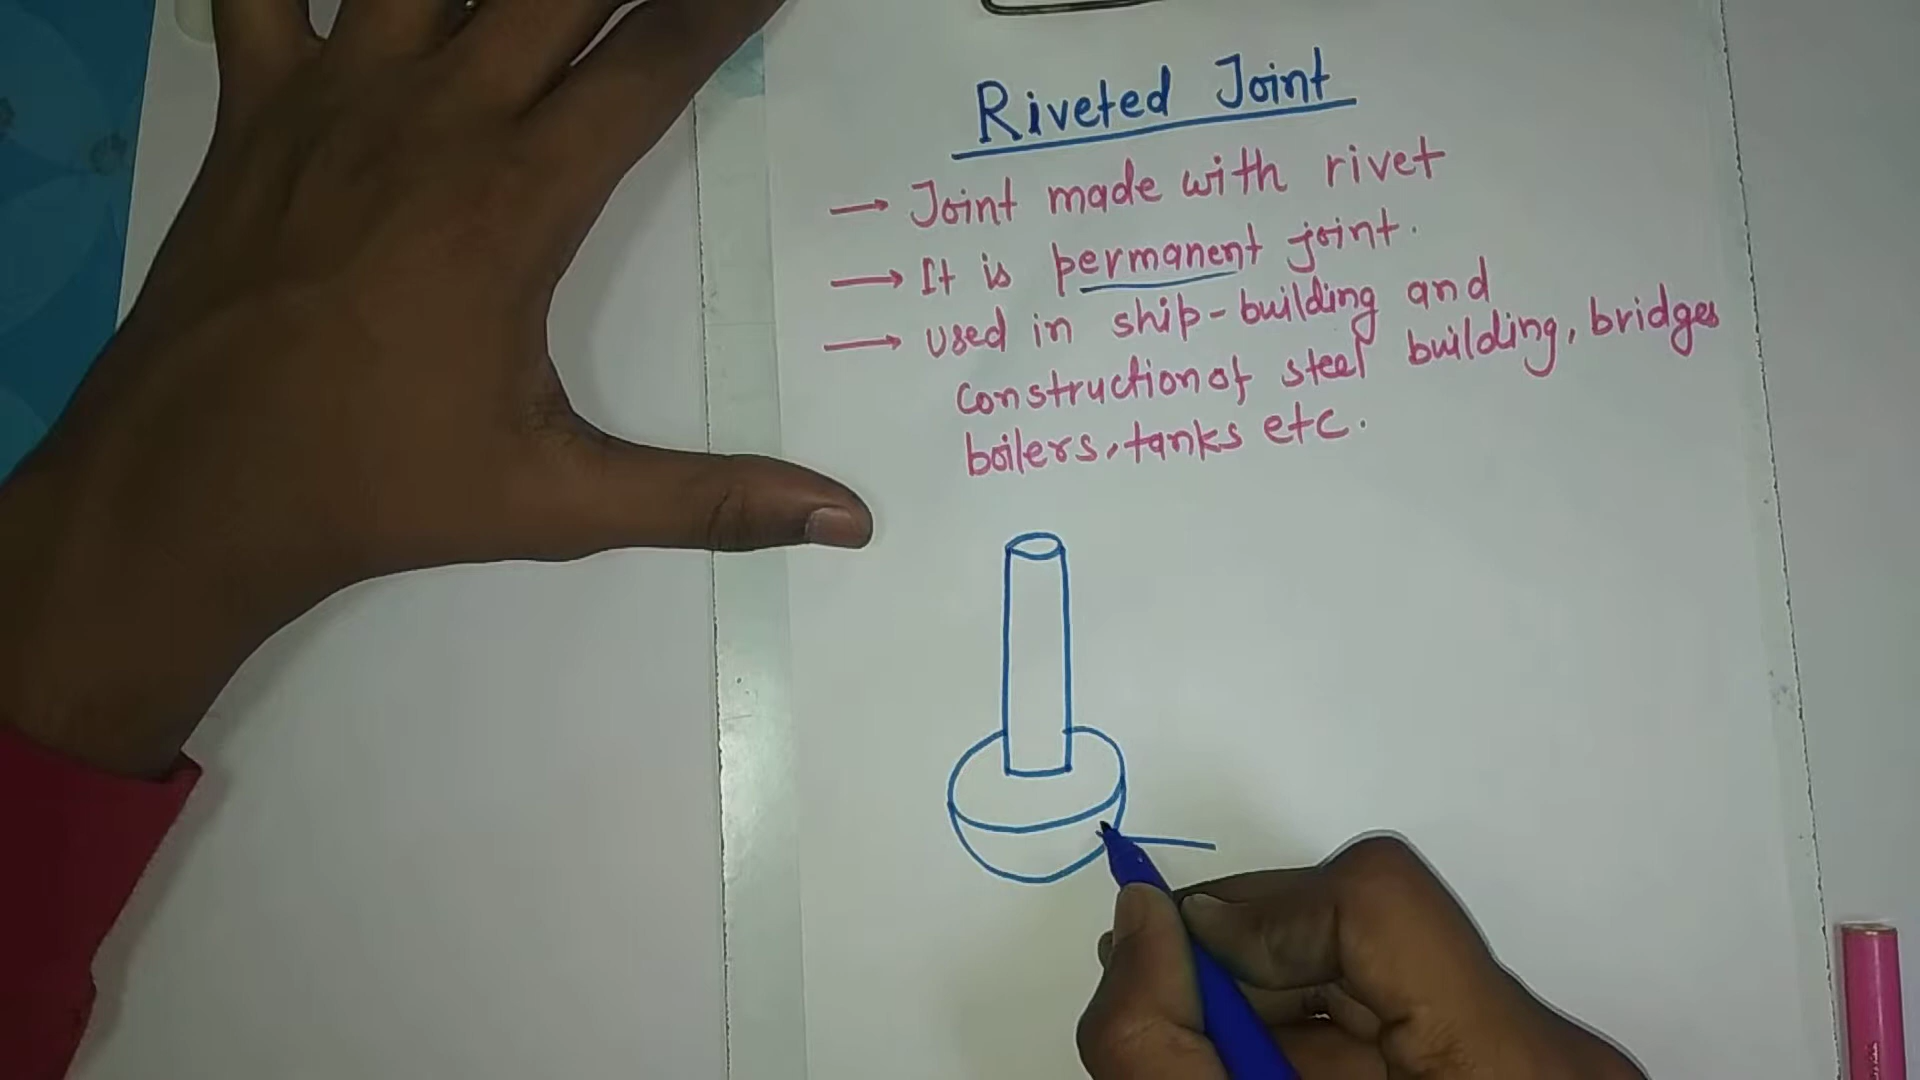 Riveted Joint
→ Joint made with rivet
→ It is permanent joint.
→ used in ship-building and
construction of steel building, bridges
boilers, tanks etc.